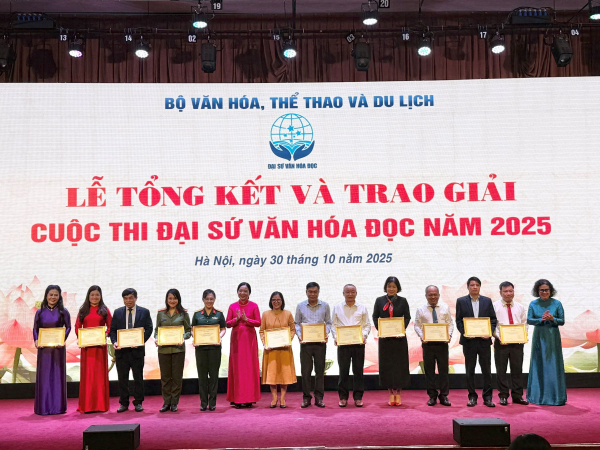 BỘ VĂN HÓA, THỂ THAO VÀ DU LỊCH
ĐẠI SỨ VĂN HÓA ĐỌC
LỄ TỔNG KẾT VÀ TRAO GIẢI
CUỘC THI ĐẠI SỨ VĂN HÓA ĐỌC NĂM 2025
Hà Nội, ngày 30 tháng 10 năm 2025